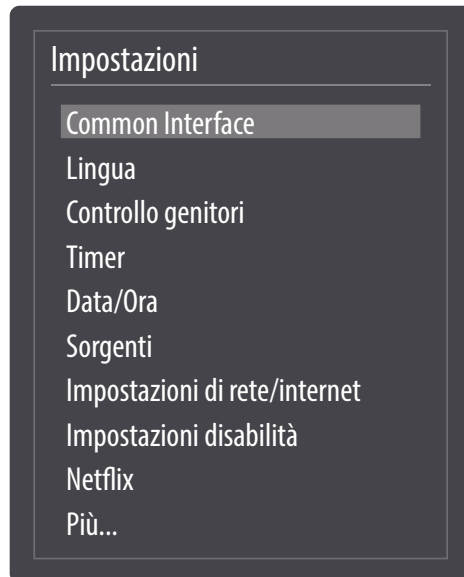 Impostazioni
Common Interface
Lingua
Controllo genitori
Timer
Data/Ora
Sorgenti
Impostazioni di rete/internet
Impostazioni disabilità
Netflix
Più...